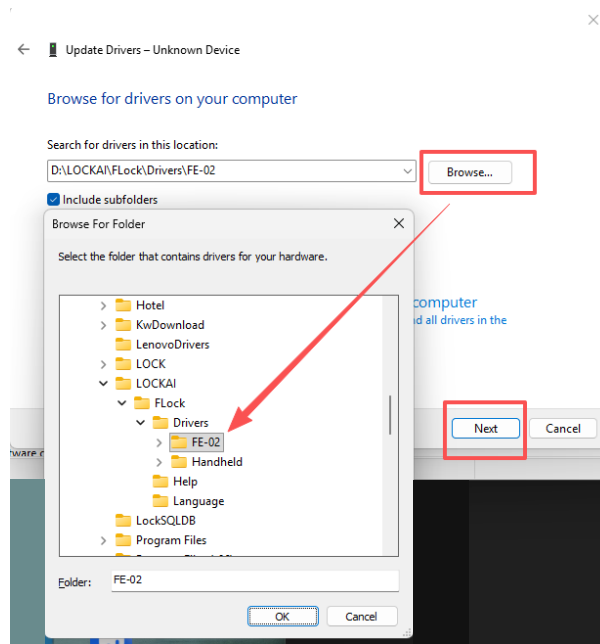 Update Drivers – Unknown Device
Browse for drivers on your computer
Search for drivers in this location:
D:\LOCKAI\FLock\Drivers\FE-02
Browse...
Include subfolders
Browse For Folder
Select the folder that contains drivers for your hardware.
Hotel
KwDownload
LenovoDrivers
LOCK
LOCKAI
FLock
Drivers
FE-02
Handheld
Help
Language
LockSQLDB
Program Files
computer
all drivers in the
Next
Cancel
Folder:
FE-02
OK
Cancel